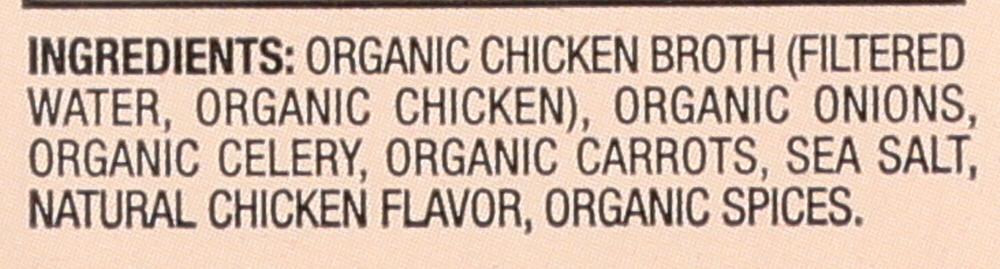 INGREDIENTS: ORGANIC CHICKEN BROTH (FILTERED
WATER, ORGANIC CHICKEN), ORGANIC ONIONS,
ORGANIC CELERY, ORGANIC CARROTS, SEA SALT,
NATURAL CHICKEN FLAVOR, ORGANIC SPICES.